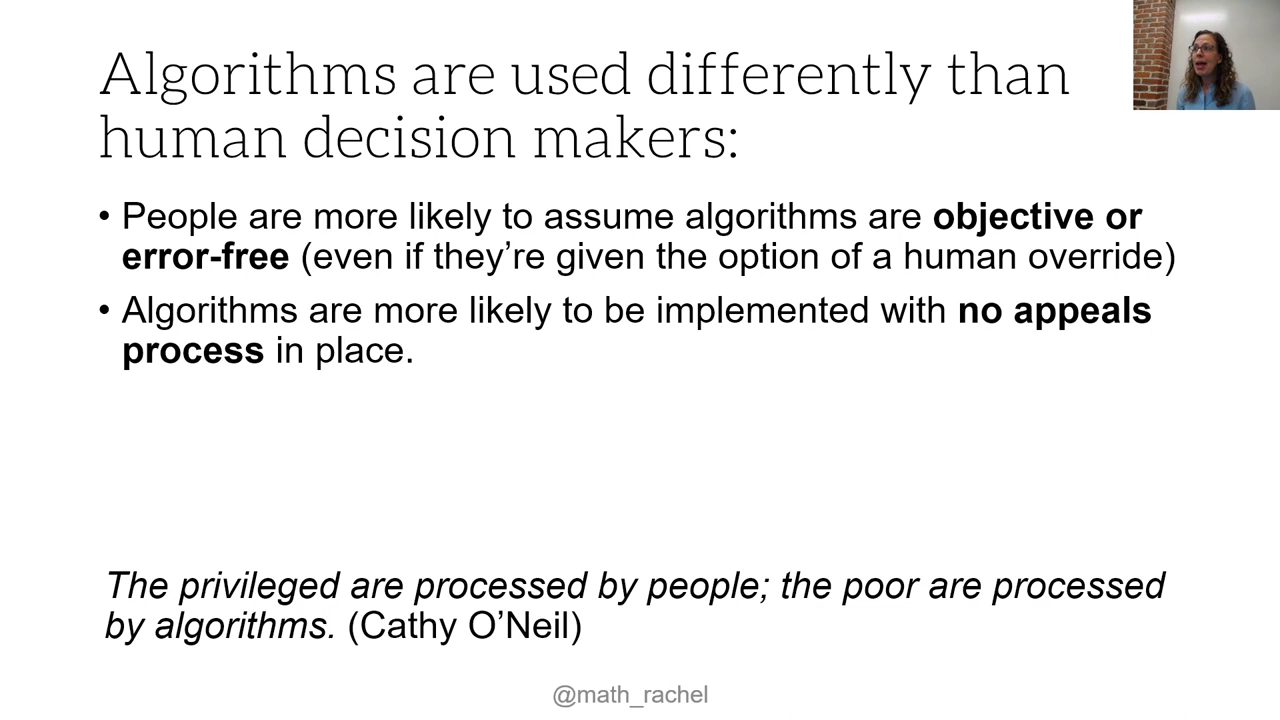 Algorithms are used differently than
human decision makers:
• People are more likely to assume algorithms are objective or
error-free (even if they’re given the option of a human override)
• Algorithms are more likely to be implemented with no appeals
process in place.
The privileged are processed by people; the poor are processed
by algorithms. (Cathy O’Neil)
@math_rachel